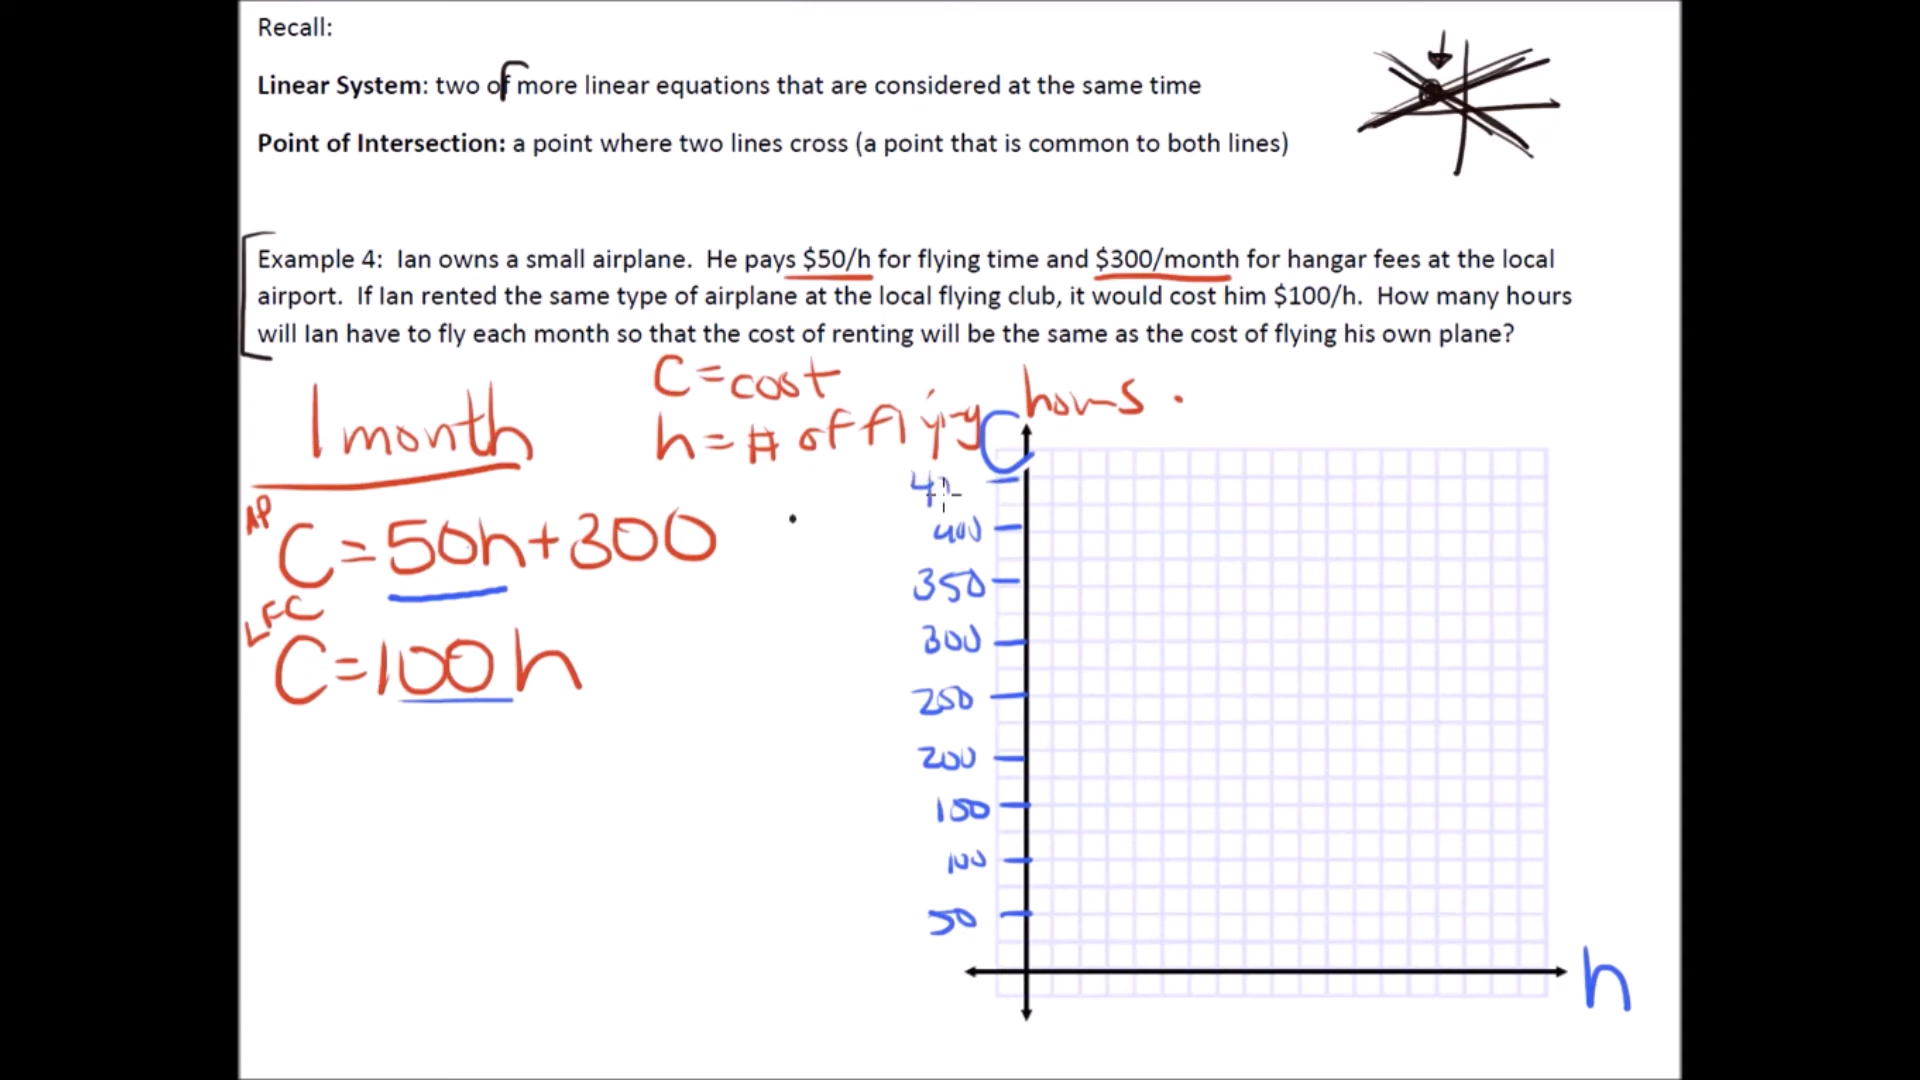 Recall:
Linear System: two or more linear equations that are considered at the same time
Point of Intersection: a point where two lines cross (a point that is common to both lines)
Example 4: Ian owns a small airplane. He pays $50/h for flying time and $300/month for hangar fees at the local
airport. If Ian rented the same type of airplane at the local flying club, it would cost him $100/h. How many hours
will Ian have to fly each month so that the cost of renting will be the same as the cost of flying his own plane?
1 month
C = cost
h = # of flying hours.
AP
C = 50h + 300
LFC
C = 100h
C
400
350
300
250
200
150
100
50
h